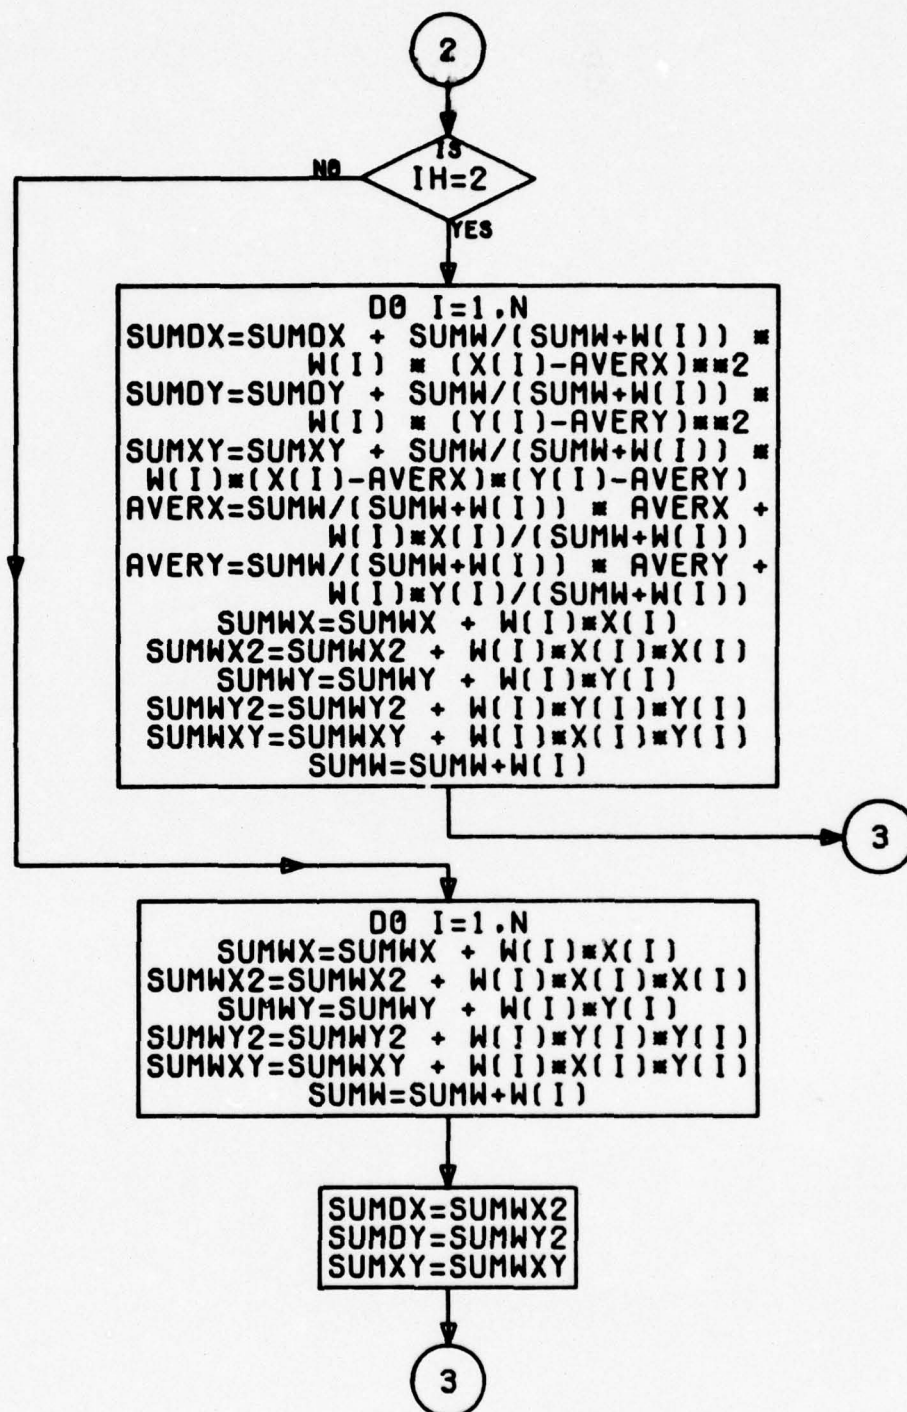 2
IS
IH=2
NO
YES
DO I=1,N
SUMDX=SUMDX + SUMW/(SUMW+W(I)) *
W(I) * (X(I)-AVERX)**2
SUMDY=SUMDY + SUMW/(SUMW+W(I)) *
W(I) * (Y(I)-AVERY)**2
SUMXY=SUMXY + SUMW/(SUMW+W(I)) *
W(I)*(X(I)-AVERX)*(Y(I)-AVERY)
AVERX=SUMW/(SUMW+W(I)) * AVERX +
W(I)*X(I)/(SUMW+W(I))
AVERY=SUMW/(SUMW+W(I)) * AVERY +
W(I)*Y(I)/(SUMW+W(I))
SUMWX=SUMWX + W(I)*X(I)
SUMWX2=SUMWX2 + W(I)*X(I)*X(I)
SUMWY=SUMWY + W(I)*Y(I)
SUMWY2=SUMWY2 + W(I)*Y(I)*Y(I)
SUMWXY=SUMWXY + W(I)*X(I)*Y(I)
SUMW=SUMW+W(I)
3
DO I=1,N
SUMWX=SUMWX + W(I)*X(I)
SUMWX2=SUMWX2 + W(I)*X(I)*X(I)
SUMWY=SUMWY + W(I)*Y(I)
SUMWY2=SUMWY2 + W(I)*Y(I)*Y(I)
SUMWXY=SUMWXY + W(I)*X(I)*Y(I)
SUMW=SUMW+W(I)
SUMDX=SUMWX2
SUMDY=SUMWY2
SUMXY=SUMWXY
3